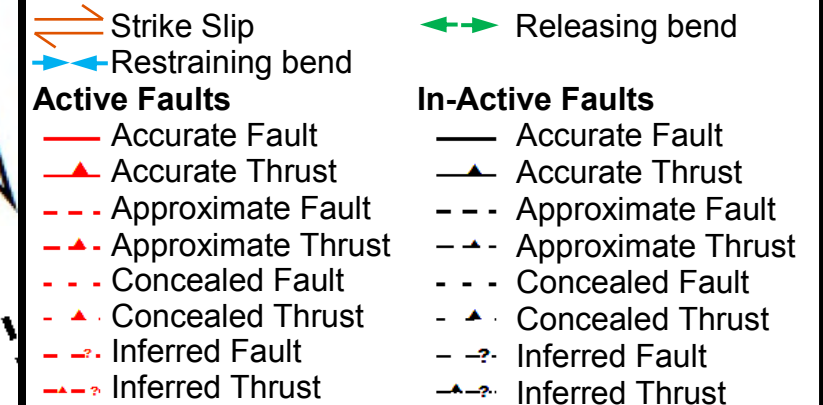 Strike Slip
Releasing bend
Restraining bend
Active Faults
Accurate Fault
Accurate Thrust
Approximate Fault
Approximate Thrust
Concealed Fault
Concealed Thrust
? Inferred Fault
? Inferred Thrust
In-Active Faults
Accurate Fault
Accurate Thrust
Approximate Fault
Approximate Thrust
Concealed Fault
Concealed Thrust
? Inferred Fault
? Inferred Thrust